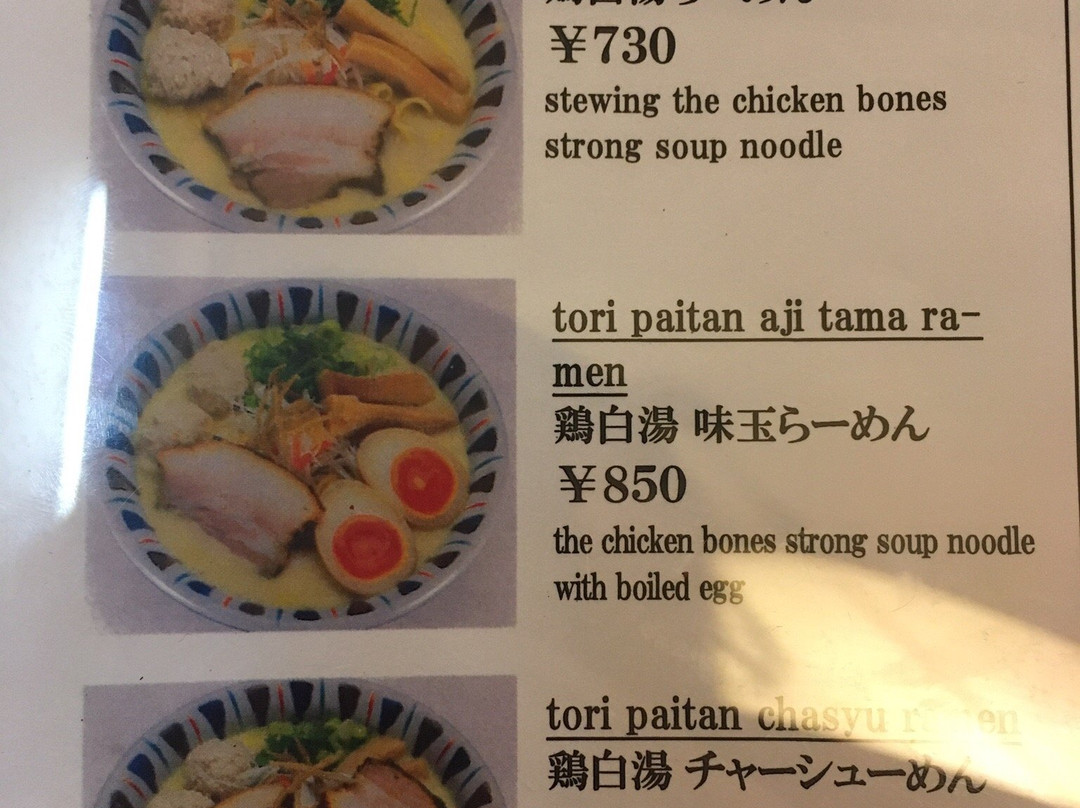 ¥730
stewing the chicken bones
strong soup noodle
tori paitan aji tama ra-
men
鶏白湯 味玉らーめん
¥850
the chicken bones strong soup noodle
with boiled egg
tori paitan chasyu ramen
鶏白湯 チャーシューめん